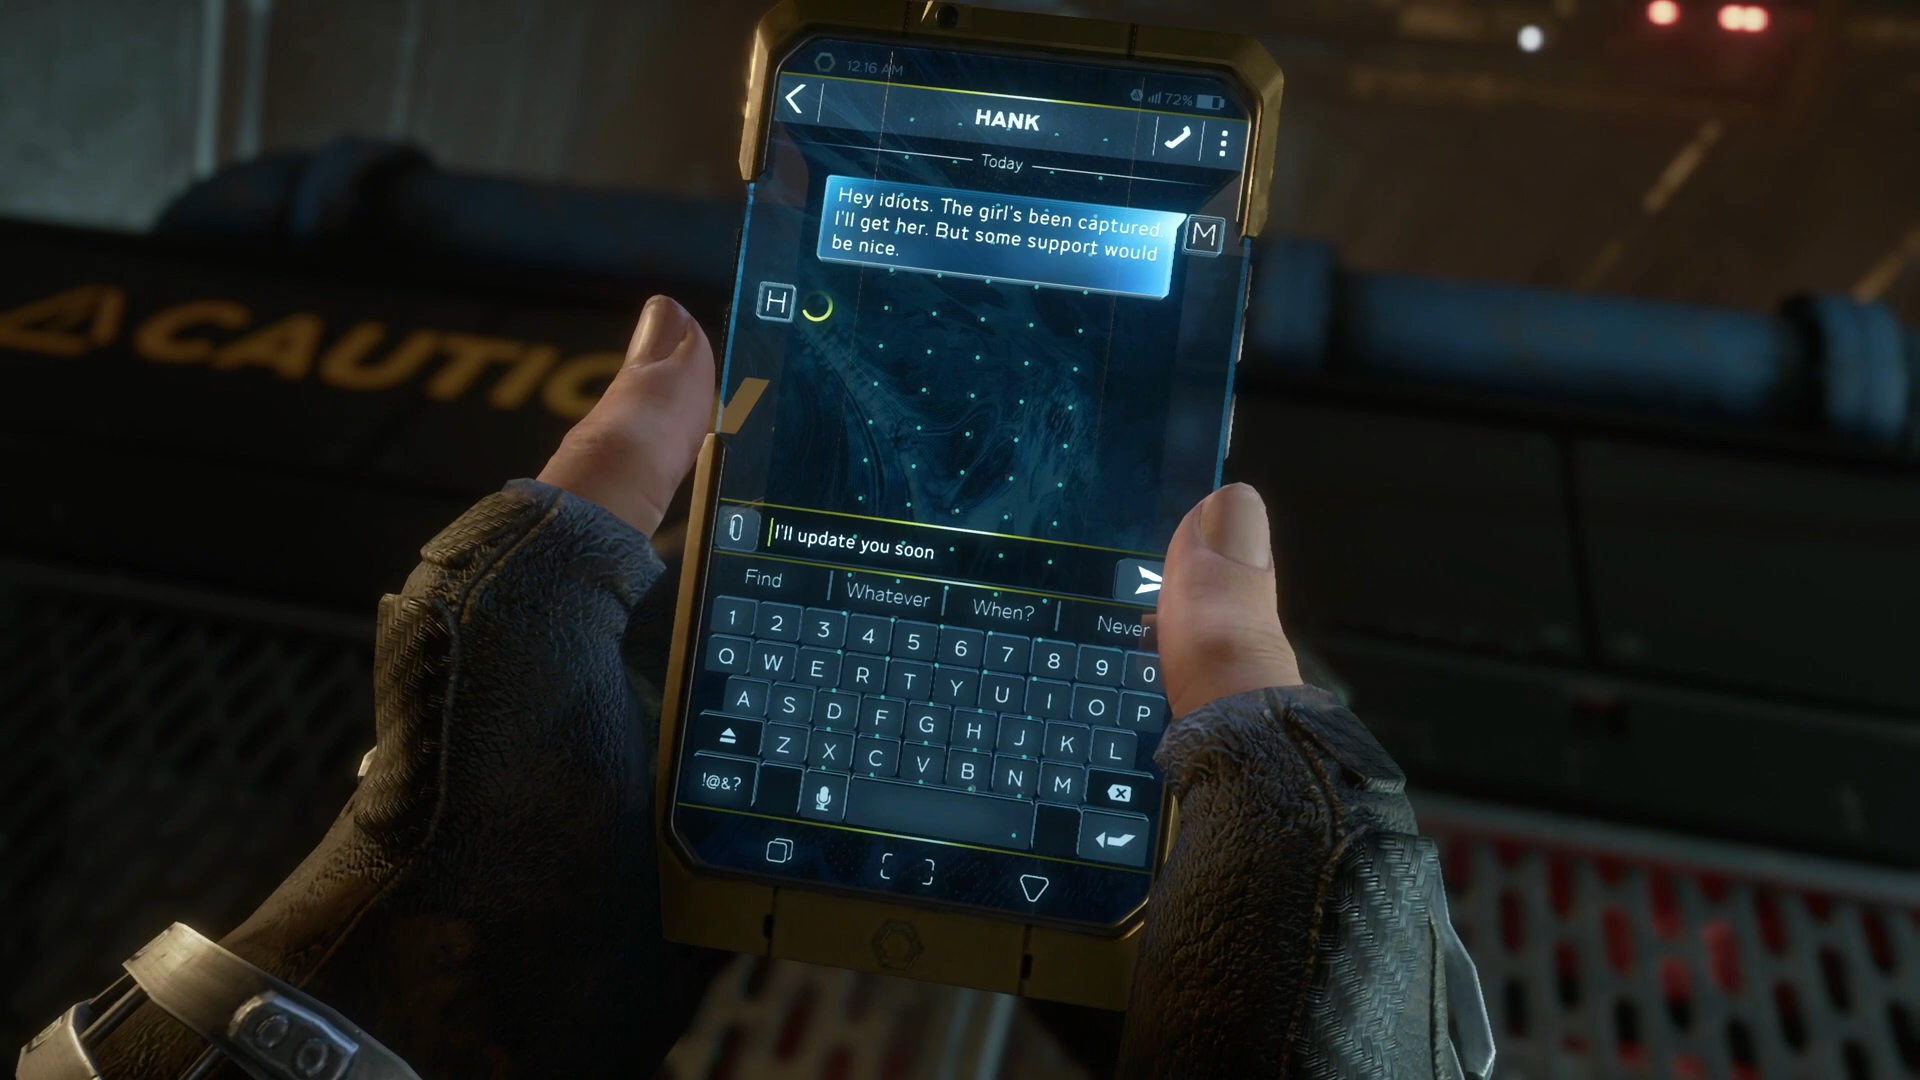 12.16 AM
72%
HANK
Today
Hey idiots. The girl's been captured.
I'll get her. But some support would
be nice.
M
H
CAUTIO
I'll update you soon
Find Whatever When? Never
1 2 3 4 5 6 7 8 9 0
Q W E R T Y U I O P
A S D F G H J K L
Z X C V B N M
!@&?